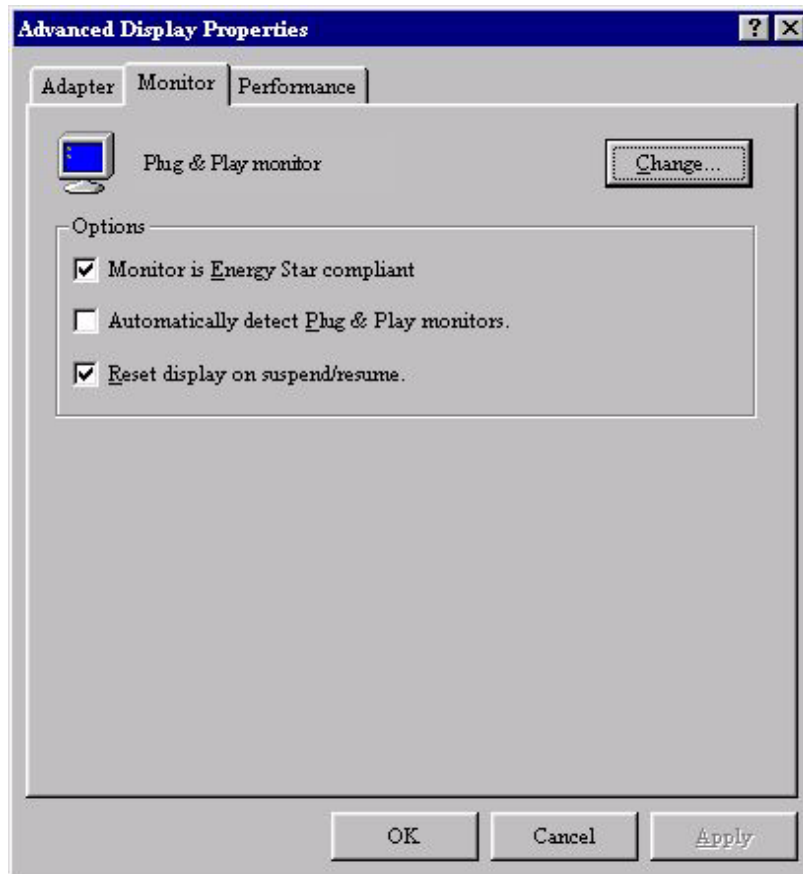 Advanced Display Properties
Adapter Monitor Performance
Plug & Play monitor Change...
Options
Monitor is Energy Star compliant
Automatically detect Plug & Play monitors.
Reset display on suspend/resume.
OK Cancel Apply